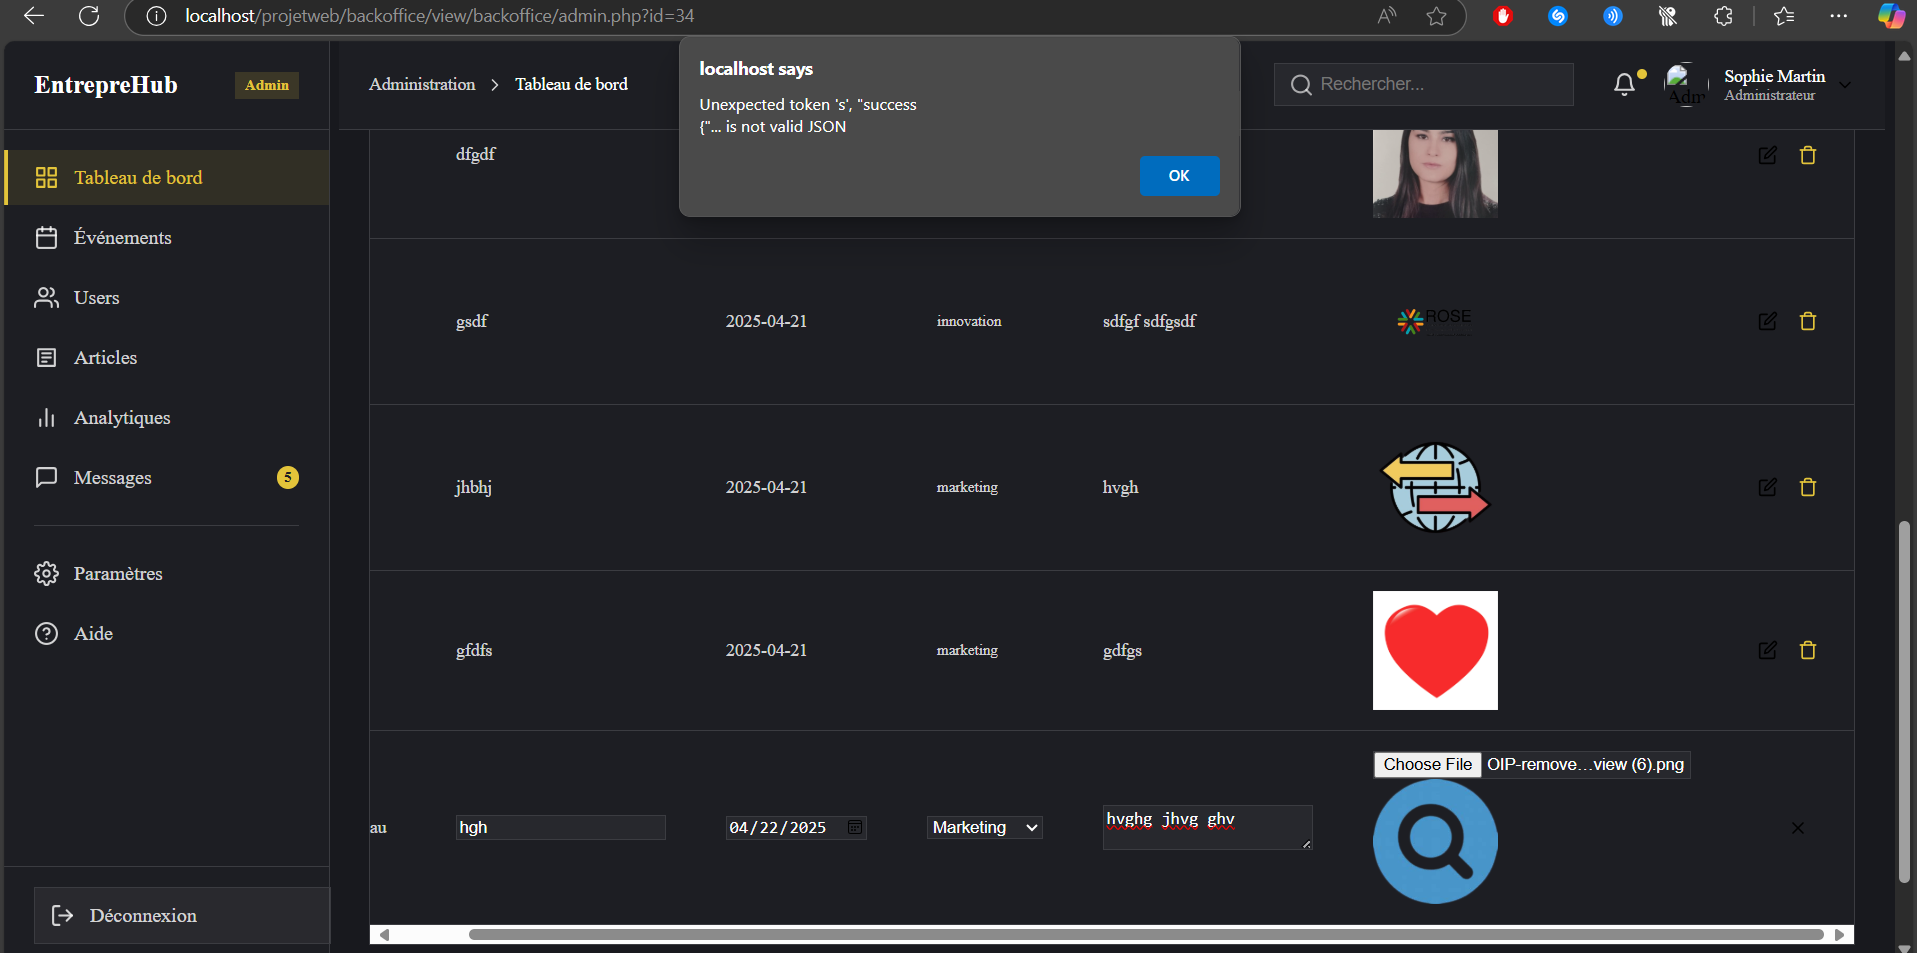 localhost/projetweb/backoffice/view/backoffice/admin.php?id=34
EntrepreHub
Admin
Administration > Tableau de bord
localhost says
Unexpected token 's', "success
{"... is not valid JSON
OK
Rechercher...
Sophie Martin
Administrateur
Tableau de bord
Événements
Users
Articles
Analytiques
Messages
5
Paramètres
Aide
Déconnexion
dfgdf
gsdf 2025-04-21 innovation sdfgf sdfgsdf
ROSE
jhbhj 2025-04-21 marketing hvgh
gfdfs 2025-04-21 marketing gdfgs
Choose File OIP-remove...view (6).png
au hgh 04/22/2025 Marketing hvghg jhvg ghv